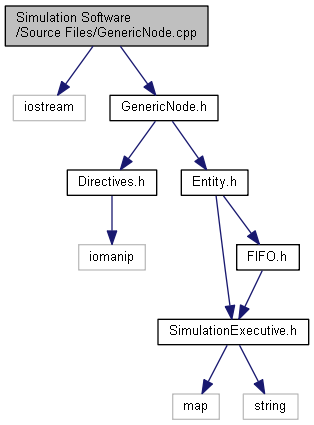 Simulation Software
/Source Files/GenericNode.cpp
iostream
GenericNode.h
Directives.h
Entity.h
iomanip
FIFO.h
SimulationExecutive.h
map
string